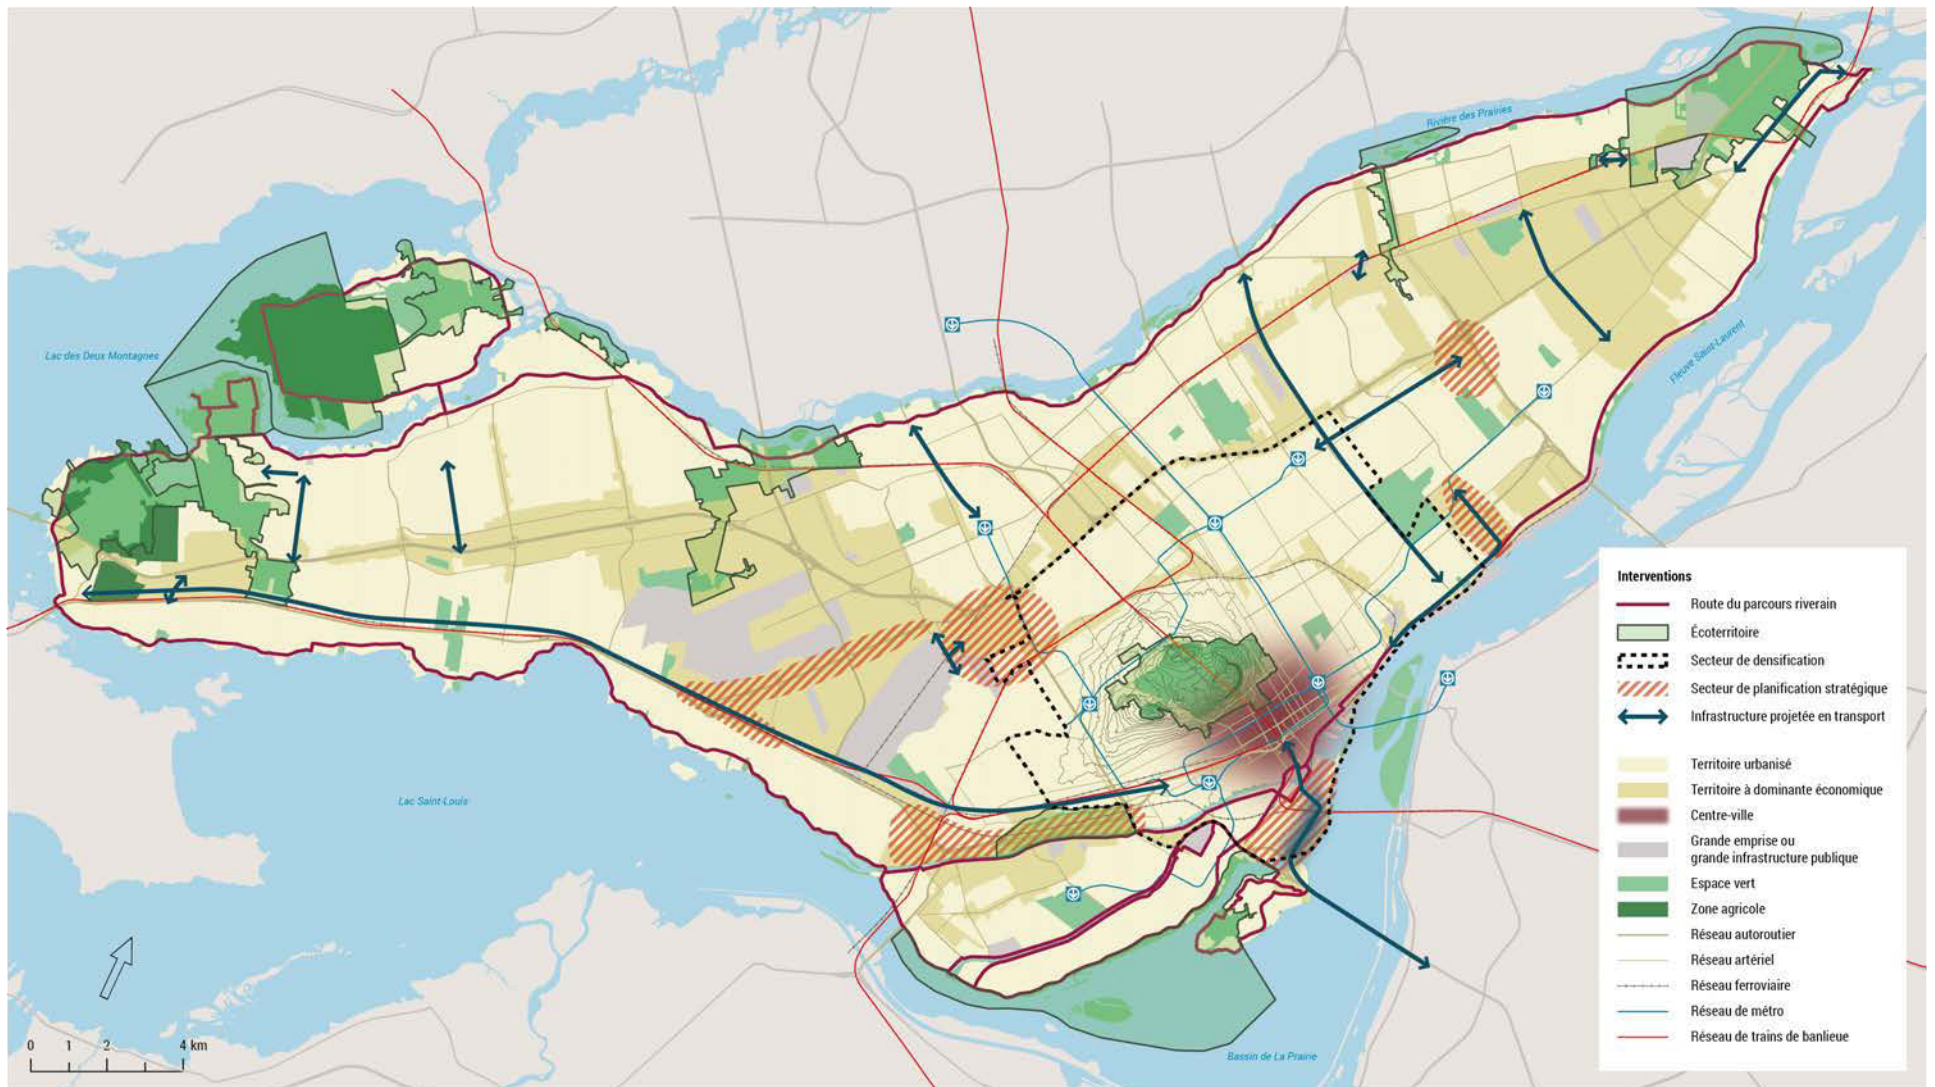 Rivière des Prairies
Lac des Deux Montagnes
Fleuve Saint-Laurent
Lac Saint-Louis
Bassin de La Prairie
0 1 2 4 km
Interventions
Route du parcours riverain
Écoterritoire
Secteur de densification
Secteur de planification stratégique
Infrastructure projetée en transport
Territoire urbanisé
Territoire à dominante économique
Centre-ville
Grande emprise ou
grande infrastructure publique
Espace vert
Zone agricole
Réseau autoroutier
Réseau artériel
Réseau ferroviaire
Réseau de métro
Réseau de trains de banlieue